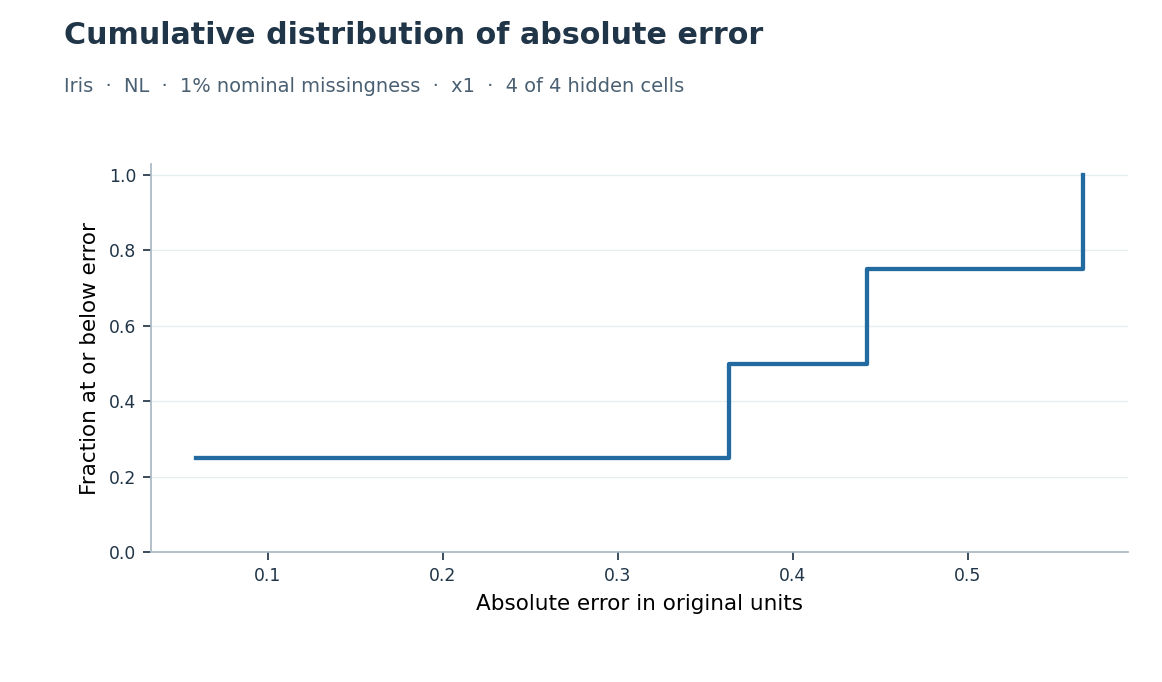 Cumulative distribution of absolute error
Iris · NL · 1% nominal missingness · x1 · 4 of 4 hidden cells
Fraction at or below error
1.0
0.8
0.6
0.4
0.2
0.0
0.1 0.2 0.3 0.4 0.5
Absolute error in original units